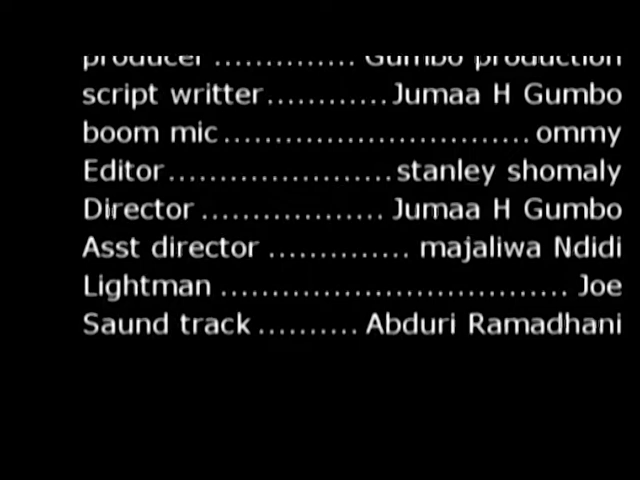 producer .............. Gumbo production
script writter............Jumaa H Gumbo
boom mic.............................. ommy
Editor......................stanley shomaly
Director .................. Jumaa H Gumbo
Asst director .............. majaliwa Ndidi
Lightman .................................. Joe
Saund track .......... Abduri Ramadhani